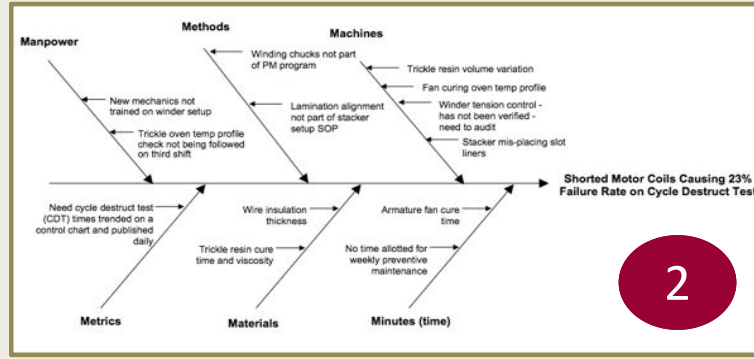 Manpower
Methods
Machines
New mechanics not
trained on winder setup
Trickle oven temp profile
check not being followed
on third shift
Winding chucks not part
of PM program
Lamination alignment
not part of stacker
setup SOP
Trickle resin volume variation
Fan curing oven temp profile
Winder tension control -
has not been verified -
need to audit
Stacker mis-placing slot
liners
Shorted Motor Coils Causing 23%
Failure Rate on Cycle Destruct Test
Need cycle destruct test
(CDT) times trended on a
control chart and published
daily
Wire insulation
thickness
Trickle resin cure
time and viscosity
Armature fan cure
time
No time allotted for
weekly preventive
maintenance
Metrics
Materials
Minutes (time)
2